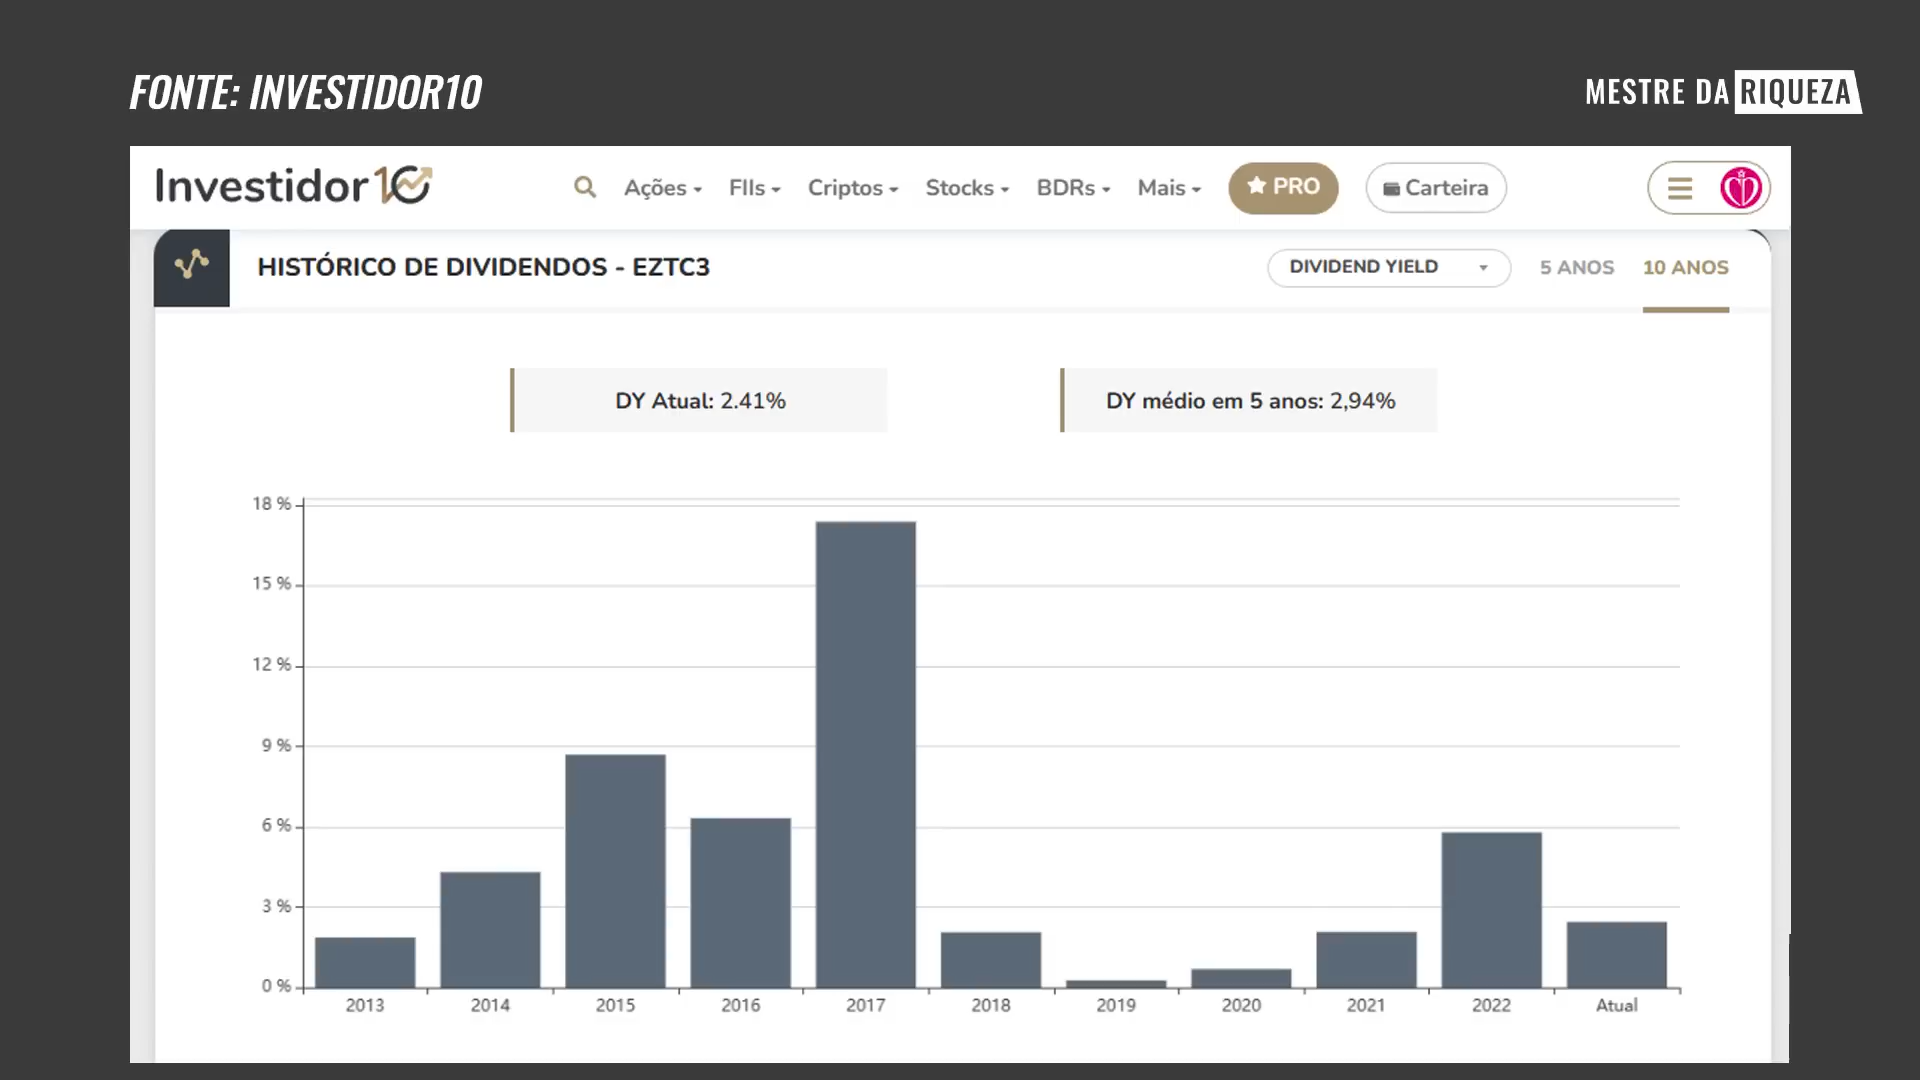 FONTE: INVESTIDOR10
MESTRE DA RIQUEZA
Investidor 10
Ações
FIIs
Criptos
Stocks
BDRs
Mais
PRO
Carteira
HISTÓRICO DE DIVIDENDOS - EZTC3
DIVIDEND YIELD
5 ANOS
10 ANOS
DY Atual: 2.41%
DY médio em 5 anos: 2,94%
18 %
15 %
12 %
9 %
6 %
3 %
0 %
2013 2014 2015 2016 2017 2018 2019 2020 2021 2022 Atual